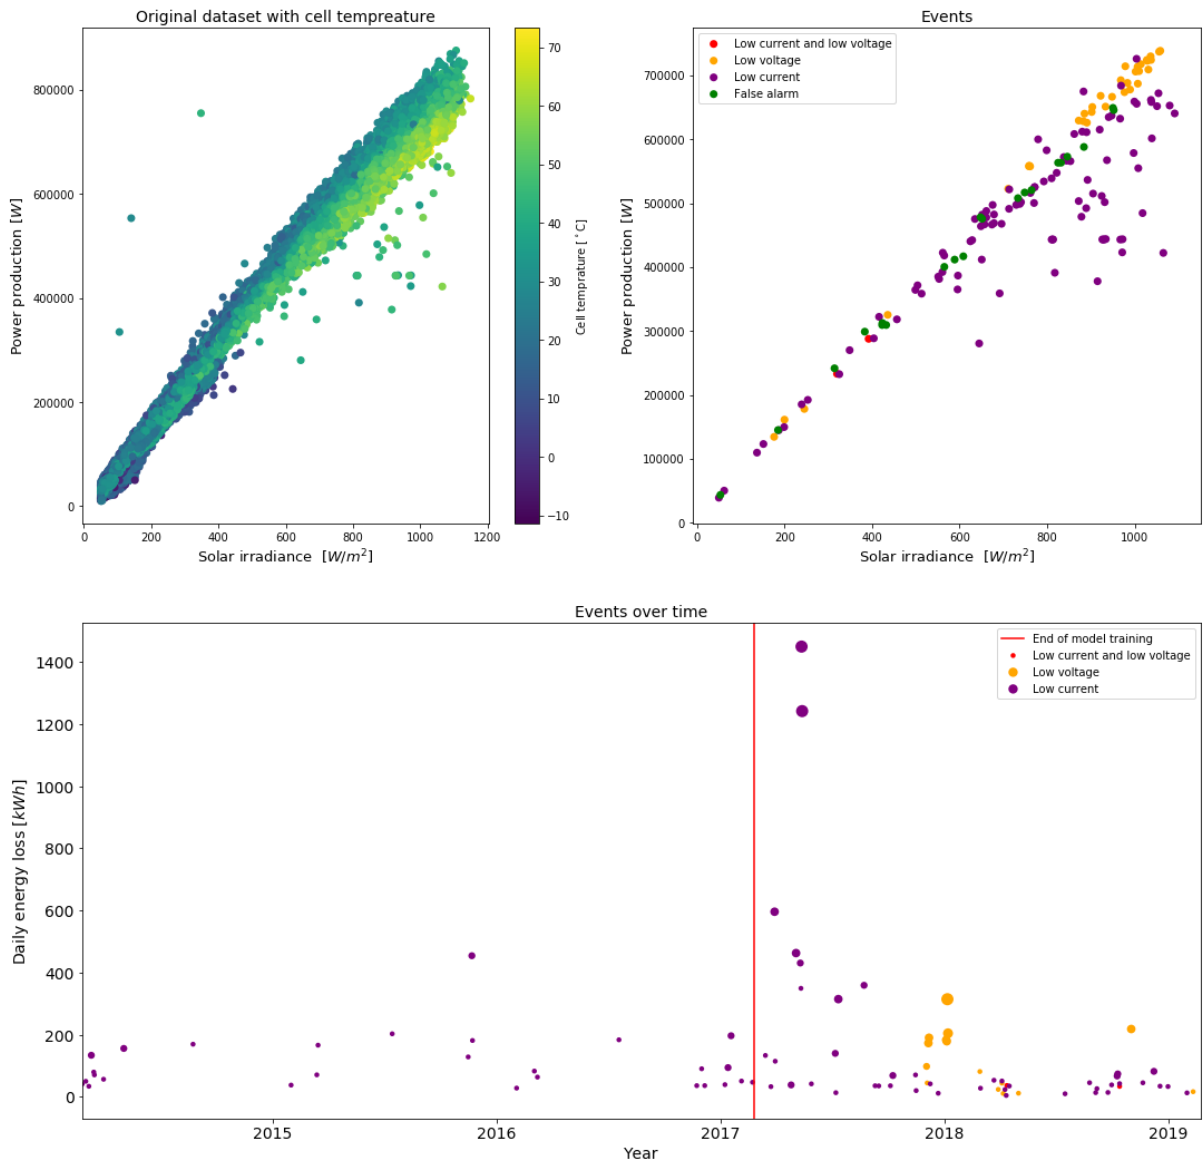 Original dataset with cell tempreature
800000
600000
400000
200000
0
Power production [W]
0
200
400
600
800
1000
1200
Solar irradiance [W/m²]
70
60
50
40
30
20
10
0
−10
Cell temprature [°C]
Events
Low current and low voltage
Low voltage
Low current
False alarm
700000
600000
500000
400000
300000
200000
100000
0
Power production [W]
0
200
400
600
800
1000
Solar irradiance [W/m²]
Events over time
End of model training
Low current and low voltage
Low voltage
Low current
1400
1200
1000
800
600
400
200
0
Daily energy loss [kWh]
2015
2016
2017
2018
2019
Year